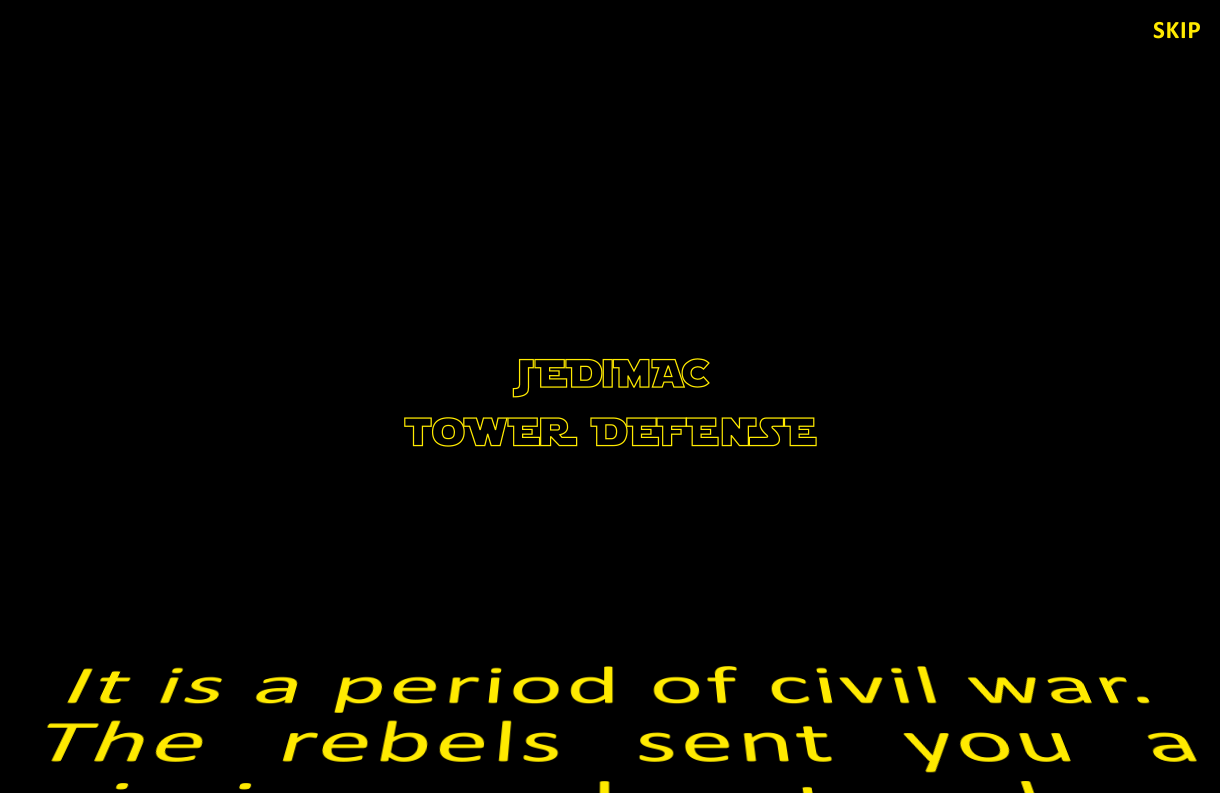 SKIP
JEDIMAC
TOWER DEFENSE
It is a period of civil war.
The rebels sent you a